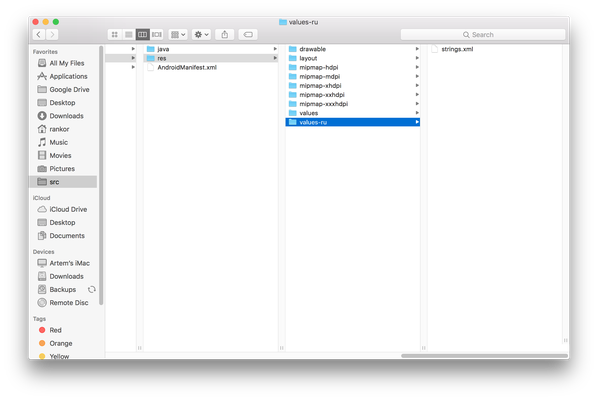 values-ru
Search
Favorites
All My Files
Applications
Google Drive
Desktop
Downloads
rankor
Music
Movies
Pictures
src
iCloud
iCloud Drive
Desktop
Documents
Devices
Artem's iMac
Downloads
Backups
Remote Disc
Tags
Red
Orange
Yellow
java
res
AndroidManifest.xml
drawable
layout
mipmap-hdpi
mipmap-mdpi
mipmap-xhdpi
mipmap-xxhdpi
mipmap-xxxhdpi
values
values-ru
strings.xml